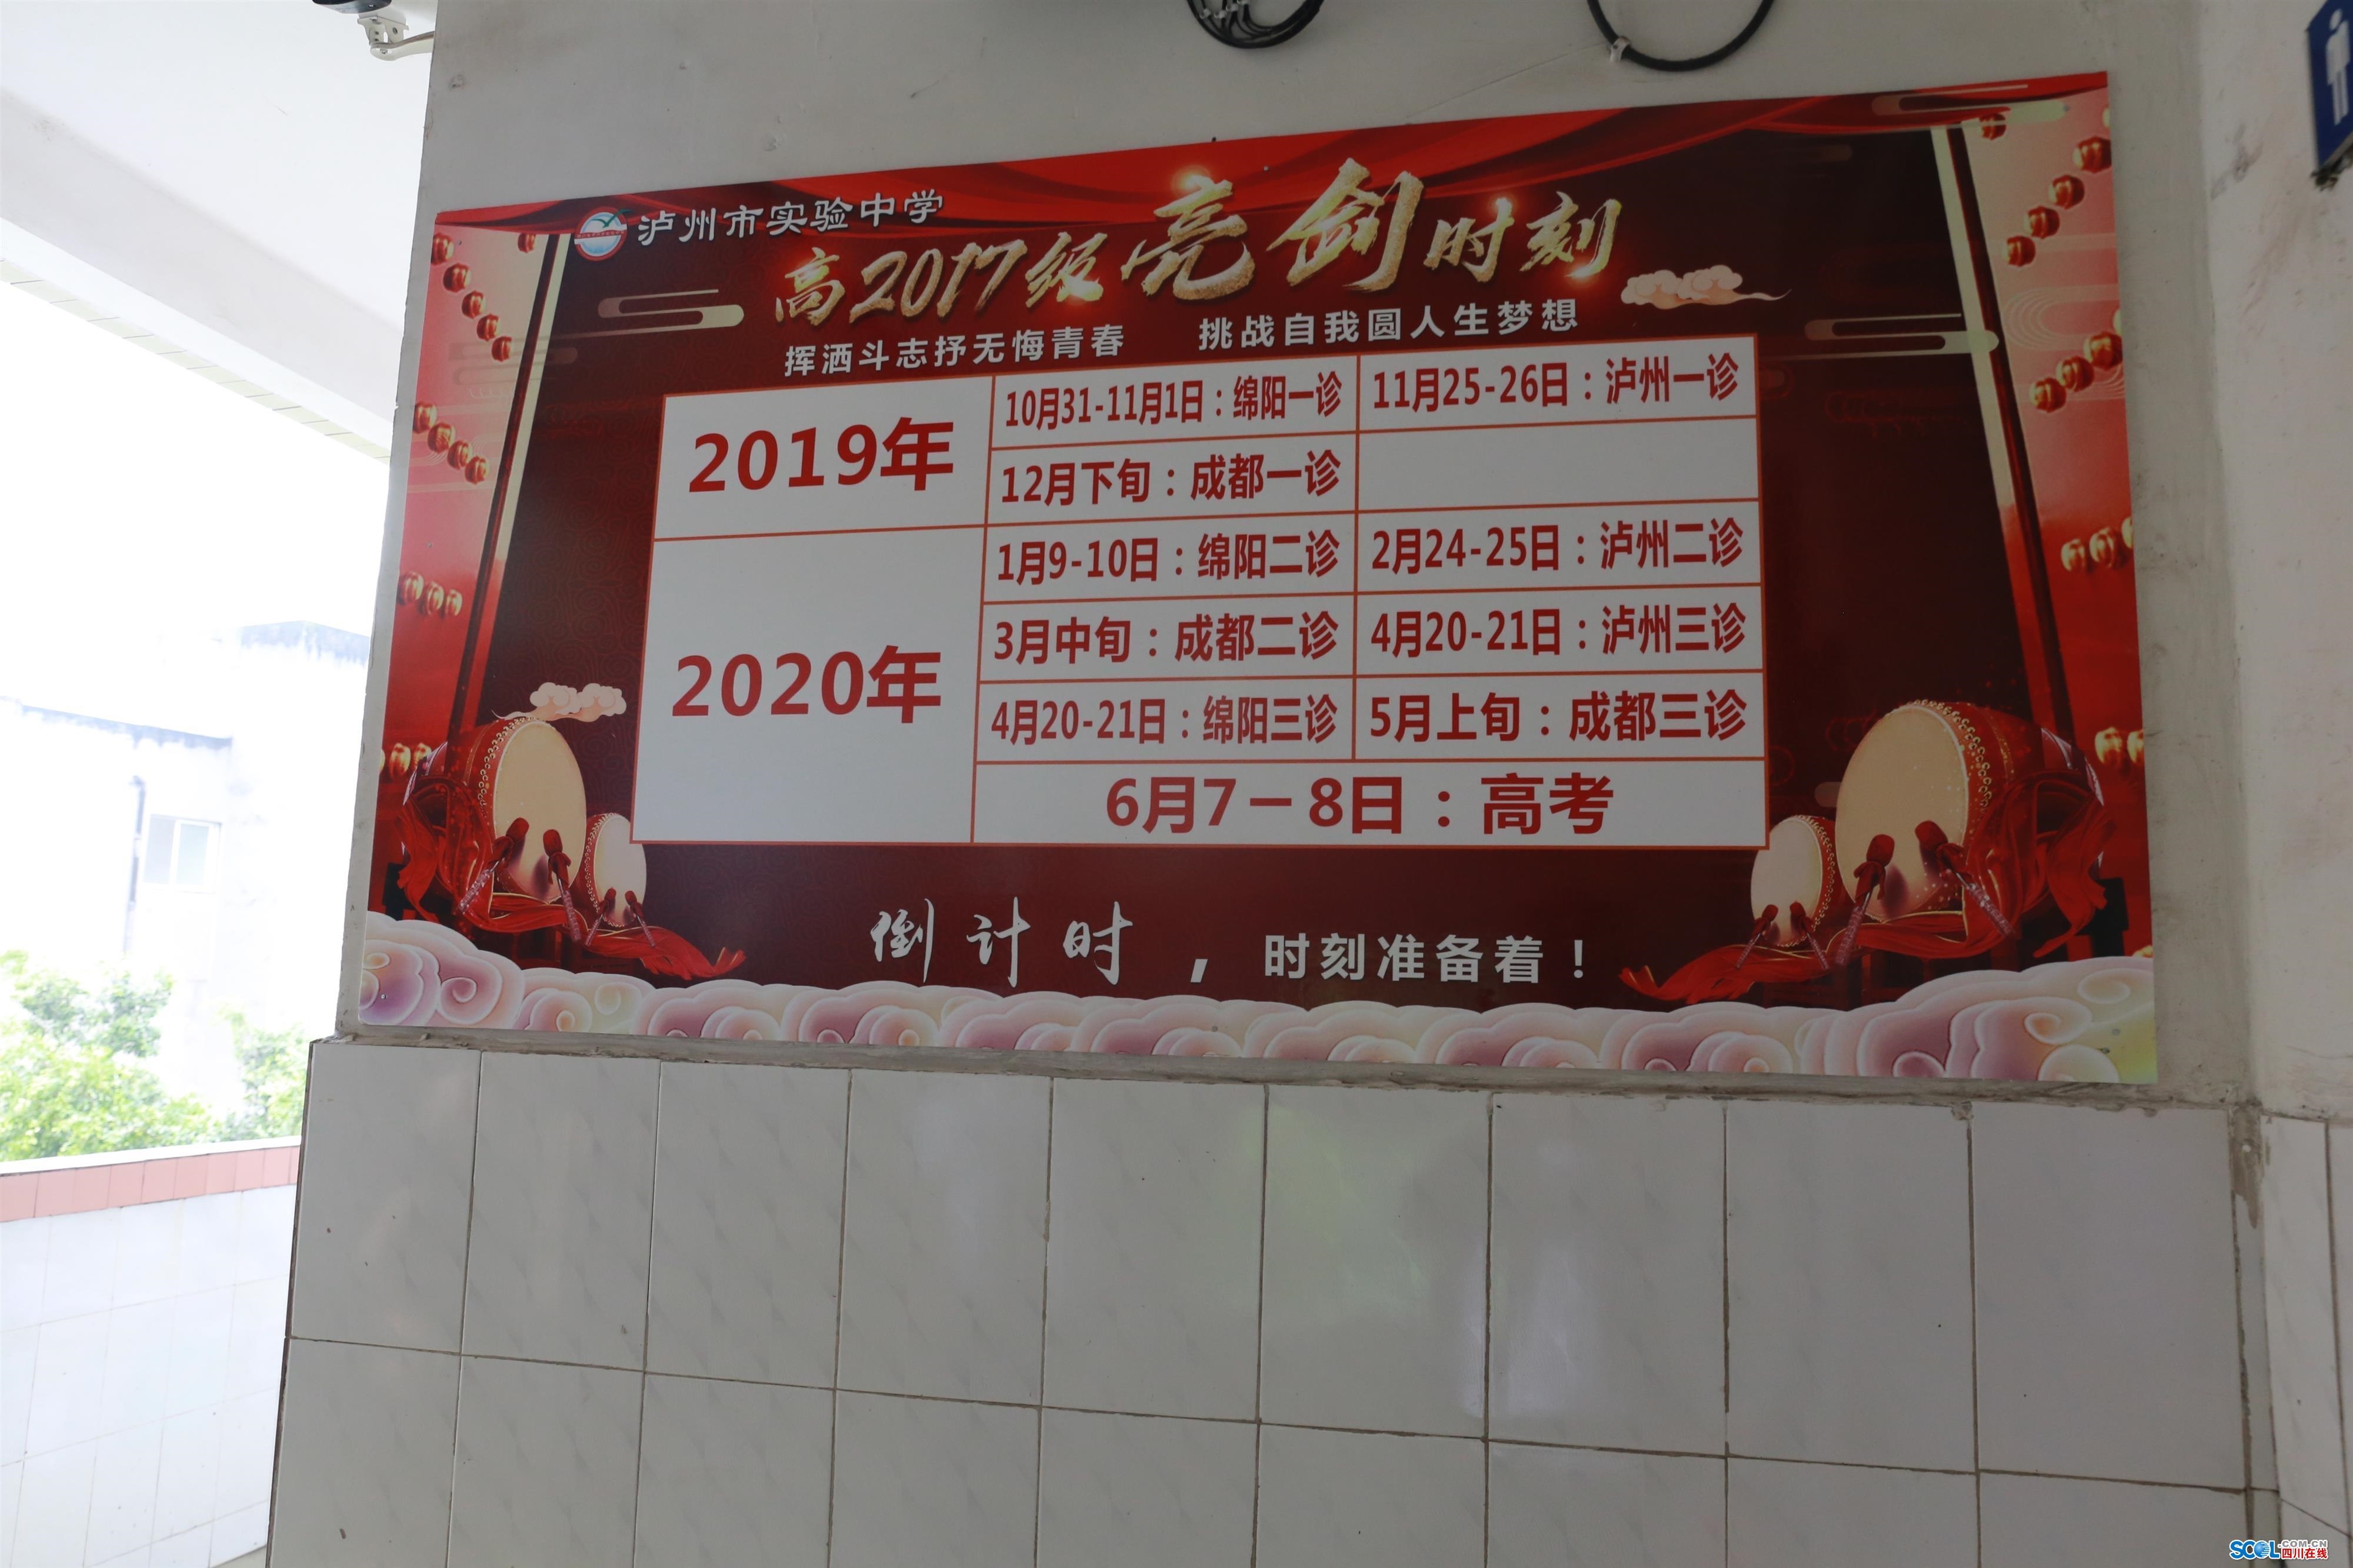 泸州市实验中学
高2017级亮剑时刻
挥洒斗志抒无悔青春 挑战自我圆人生梦想
2019年
10月31-11月1日：绵阳一诊 11月25-26日：泸州一诊
12月下旬：成都一诊
2020年
1月9-10日：绵阳二诊 2月24-25日：泸州二诊
3月中旬：成都二诊 4月20-21日：泸州三诊
4月20-21日：绵阳三诊 5月上旬：成都三诊
6月7－8日：高考
倒计时，时刻准备着！
SCOL.COM.CN
四川在线